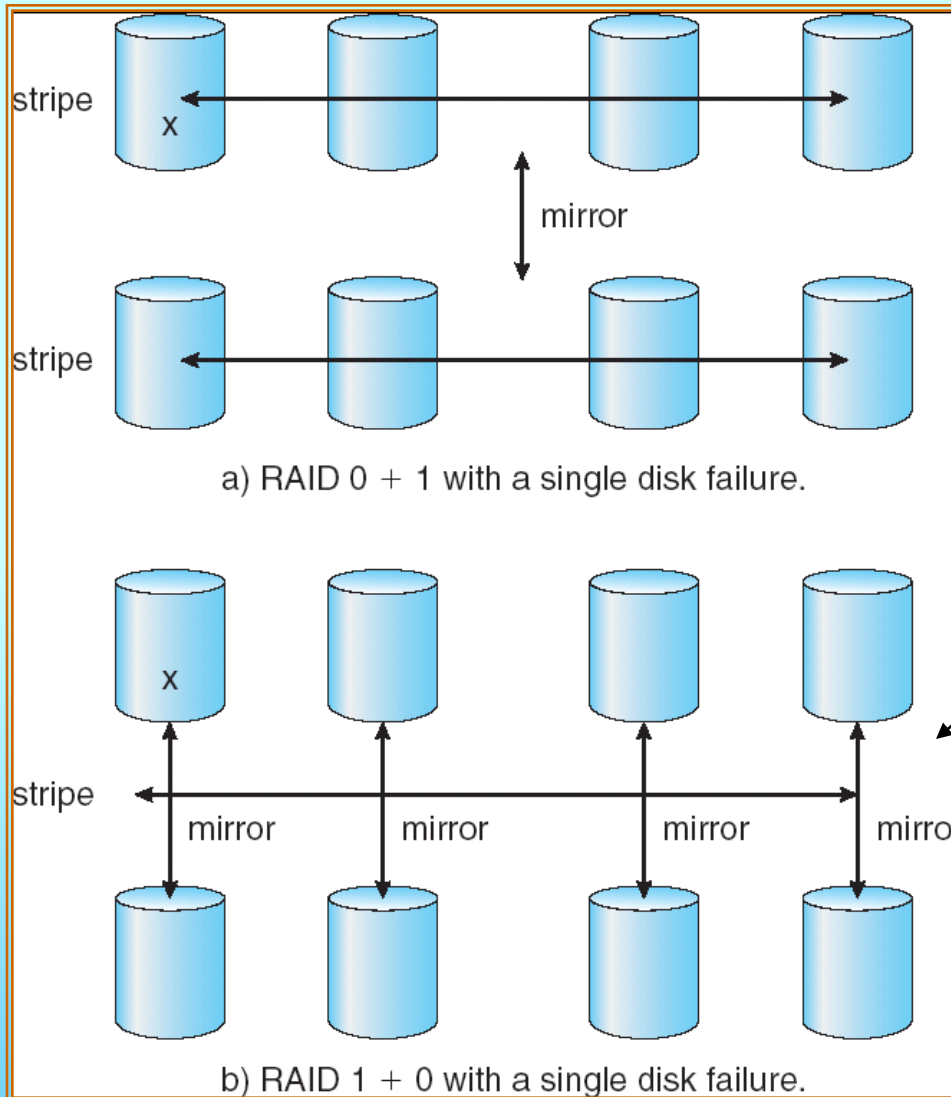 stripe
x
mirror
stripe
a) RAID 0 + 1 with a single disk failure.
x
stripe
mirror mirror mirror mirro
b) RAID 1 + 0 with a single disk failure.